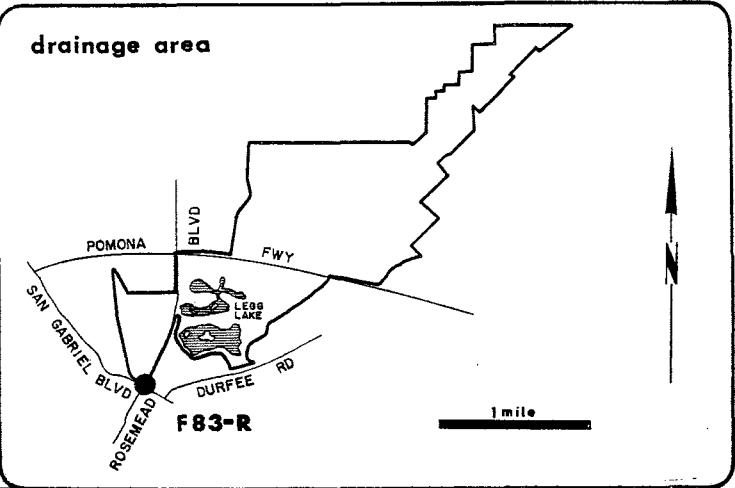 drainage area
BLVD
POMONA
FWY
N
SAN GABRIEL BLVD
LEGG
LAKE
DURFEE RD
1 mile
F83-R
ROSEMEAD